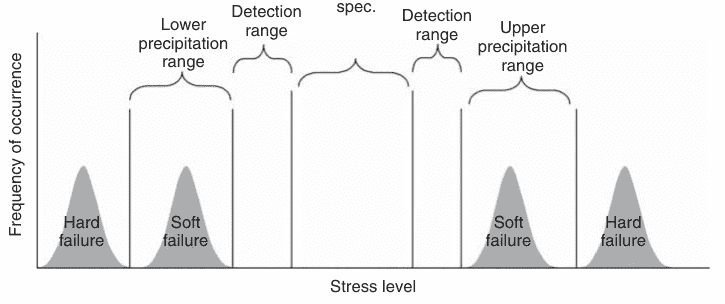 Lower
precipitation
range
Detection
range
spec.
Detection
range
Upper
precipitation
range
Frequency of occurrence
Hard
failure
Soft
failure
Soft
failure
Hard
failure
Stress level